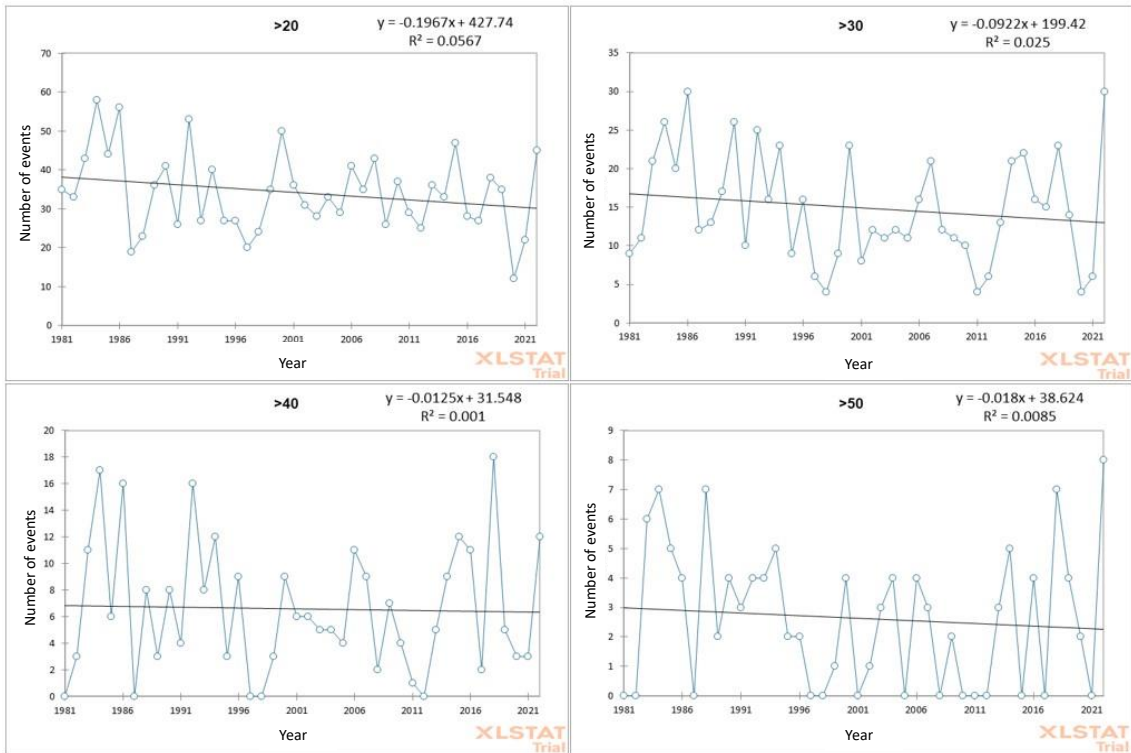 >20
y = -0.1967x + 427.74
R² = 0.0567
70
60
50
40
30
20
10
0
Number of events
1981 1986 1991 1996 2001 2006 2011 2016 2021
Year
XLSTAT
Trial
>30
y = -0.0922x + 199.42
R² = 0.025
35
30
25
20
15
10
5
0
Number of events
1981 1986 1991 1996 2001 2006 2011 2016 2021
Year
XLSTAT
Trial
>40
y = -0.0125x + 31.548
R² = 0.001
20
18
16
14
12
10
8
6
4
2
0
Number of events
1981 1986 1991 1996 2001 2006 2011 2016 2021
Year
XLSTAT
Trial
>50
y = -0.018x + 38.624
R² = 0.0085
9
8
7
6
5
4
3
2
1
0
Number of events
1981 1986 1991 1996 2001 2006 2011 2016 2021
Year
XLSTAT
Trial